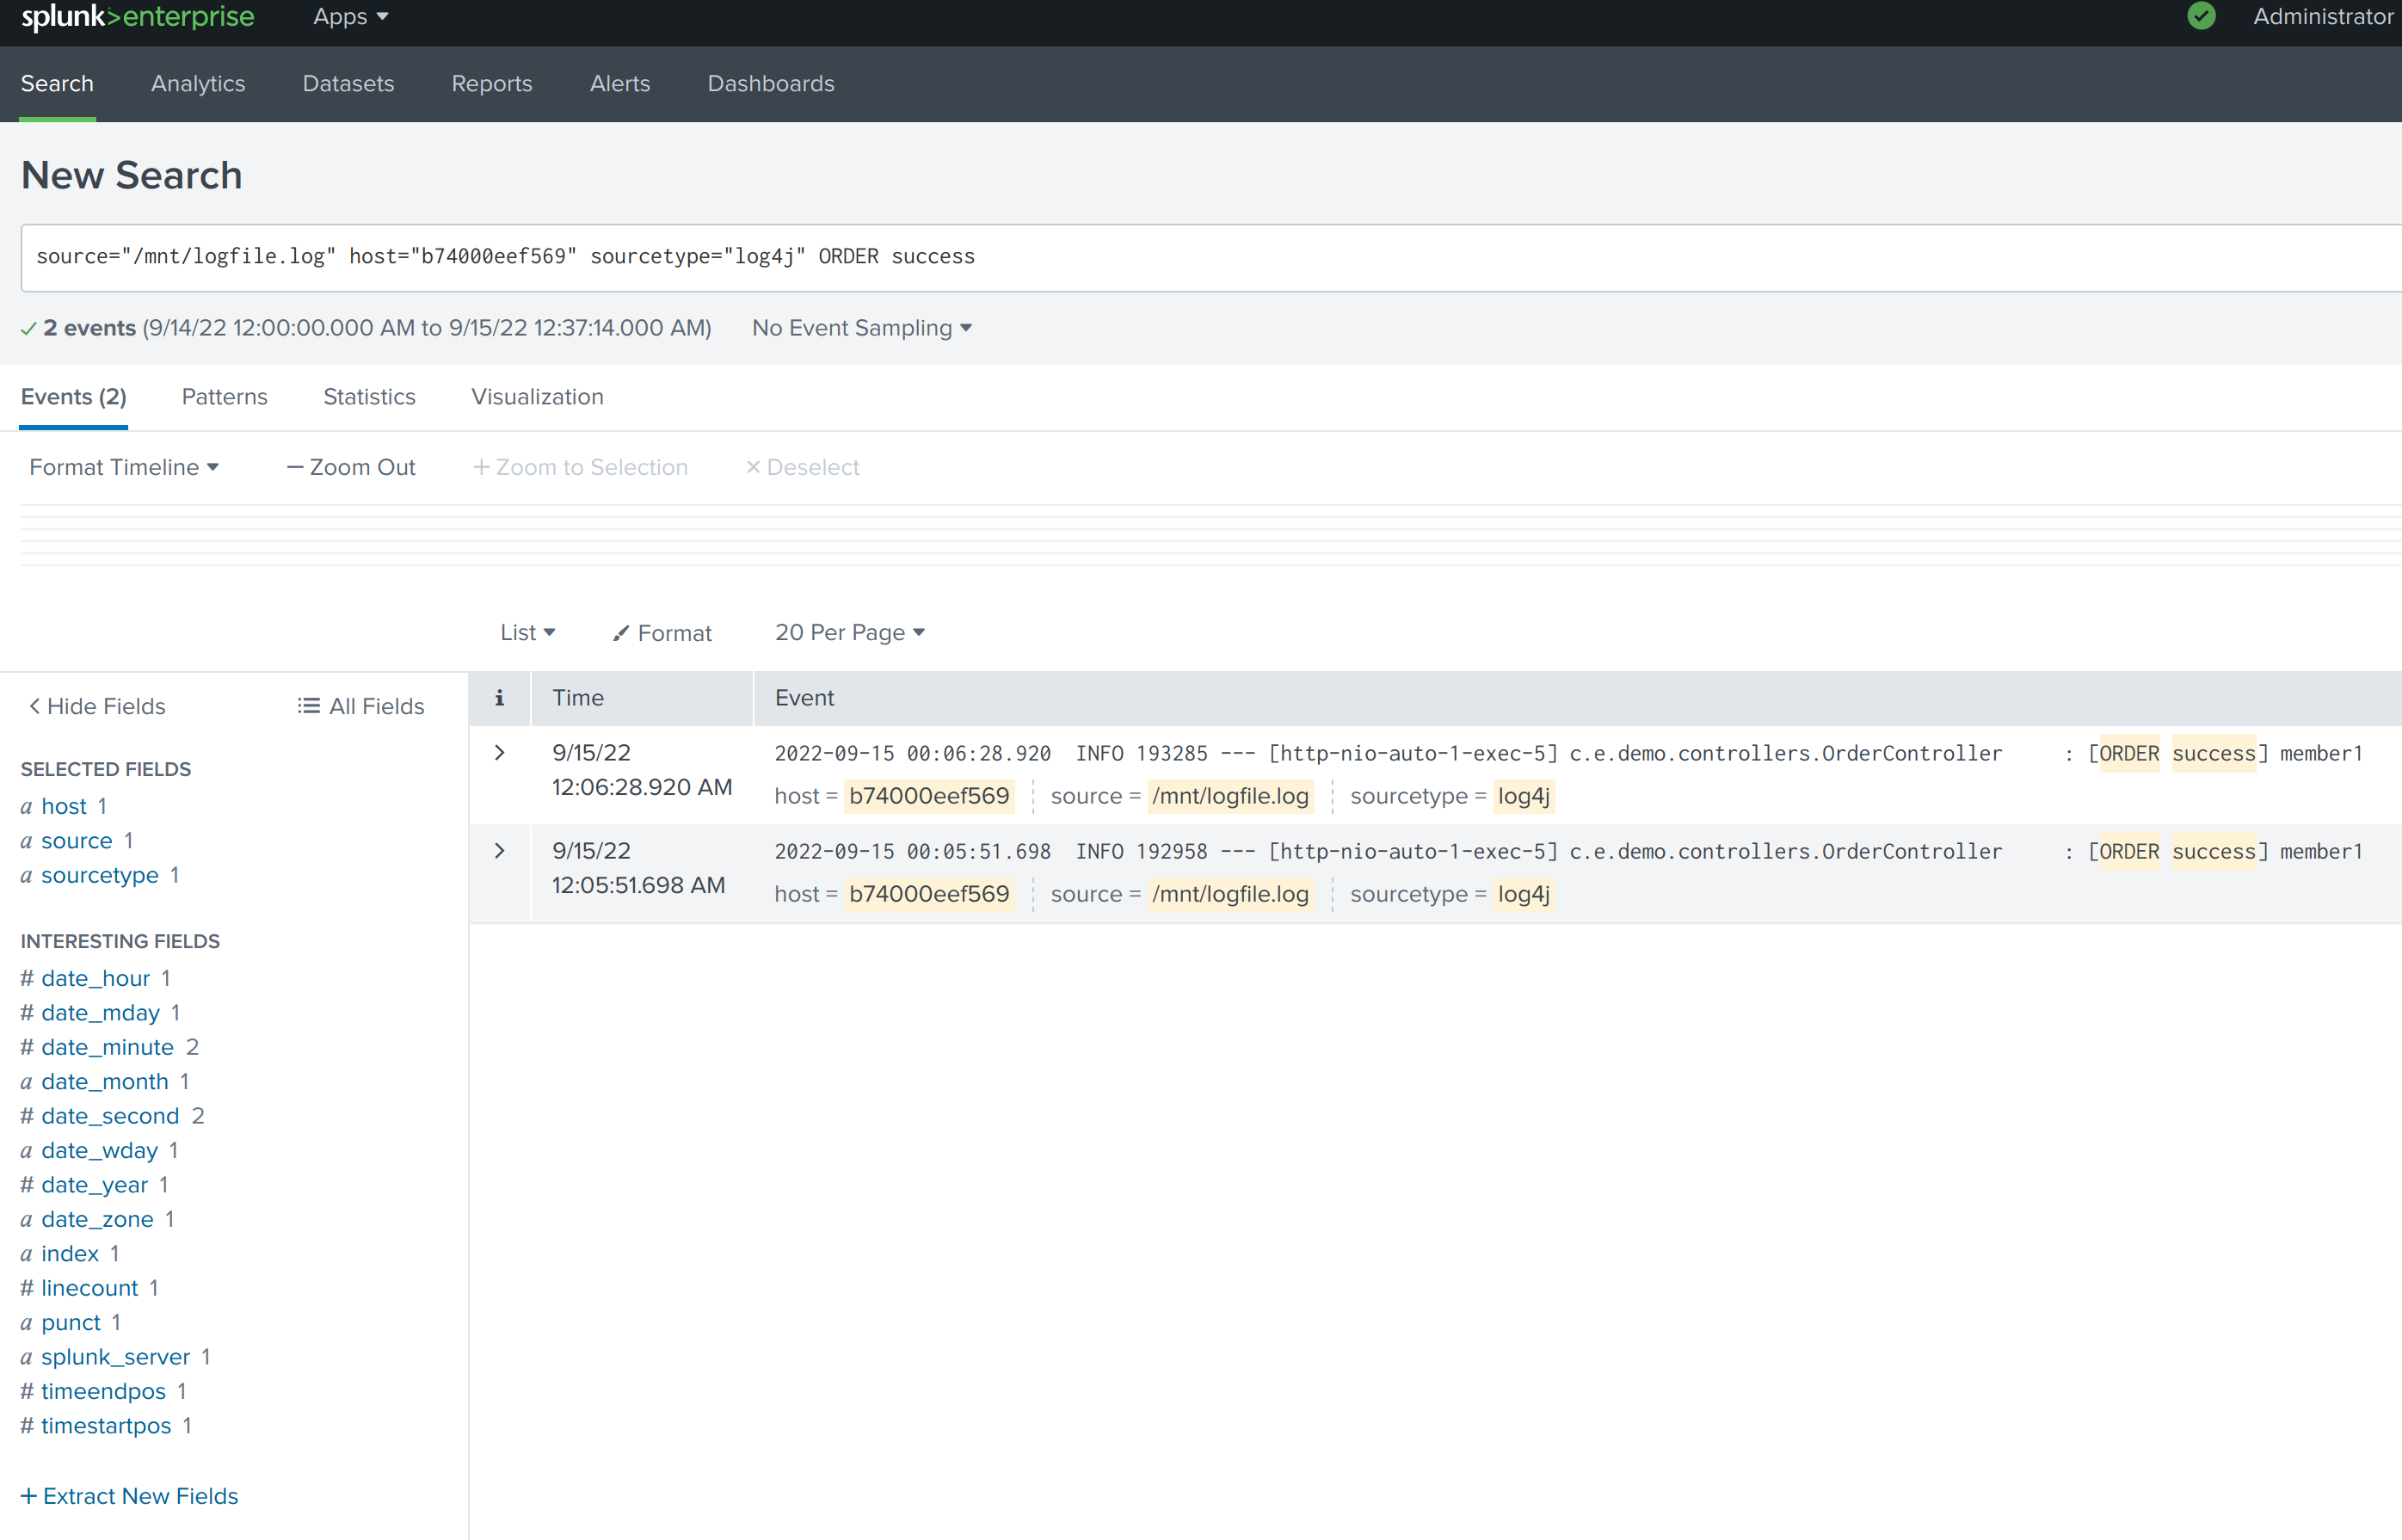 splunk>enterprise Apps Administrator
Search Analytics Datasets Reports Alerts Dashboards
New Search
source="/mnt/logfile.log" host="b74000eef569" sourcetype="log4j" ORDER success
2 events (9/14/22 12:00:00.000 AM to 9/15/22 12:37:14.000 AM) No Event Sampling
Events (2) Patterns Statistics Visualization
Format Timeline — Zoom Out + Zoom to Selection × Deselect
List Format 20 Per Page
< Hide Fields All Fields
SELECTED FIELDS
a host 1
a source 1
a sourcetype 1
INTERESTING FIELDS
# date_hour 1
# date_mday 1
# date_minute 2
a date_month 1
# date_second 2
a date_wday 1
# date_year 1
a date_zone 1
a index 1
# linecount 1
a punct 1
a splunk_server 1
# timeendpos 1
# timestartpos 1
+ Extract New Fields
i Time Event
> 9/15/22 2022-09-15 00:06:28.920  INFO 193285 --- [http-nio-auto-1-exec-5] c.e.demo.controllers.OrderController     : [ORDER success] member1
12:06:28.920 AM host = b74000eef569 source = /mnt/logfile.log sourcetype = log4j
> 9/15/22 2022-09-15 00:05:51.698  INFO 192958 --- [http-nio-auto-1-exec-5] c.e.demo.controllers.OrderController     : [ORDER success] member1
12:05:51.698 AM host = b74000eef569 source = /mnt/logfile.log sourcetype = log4j